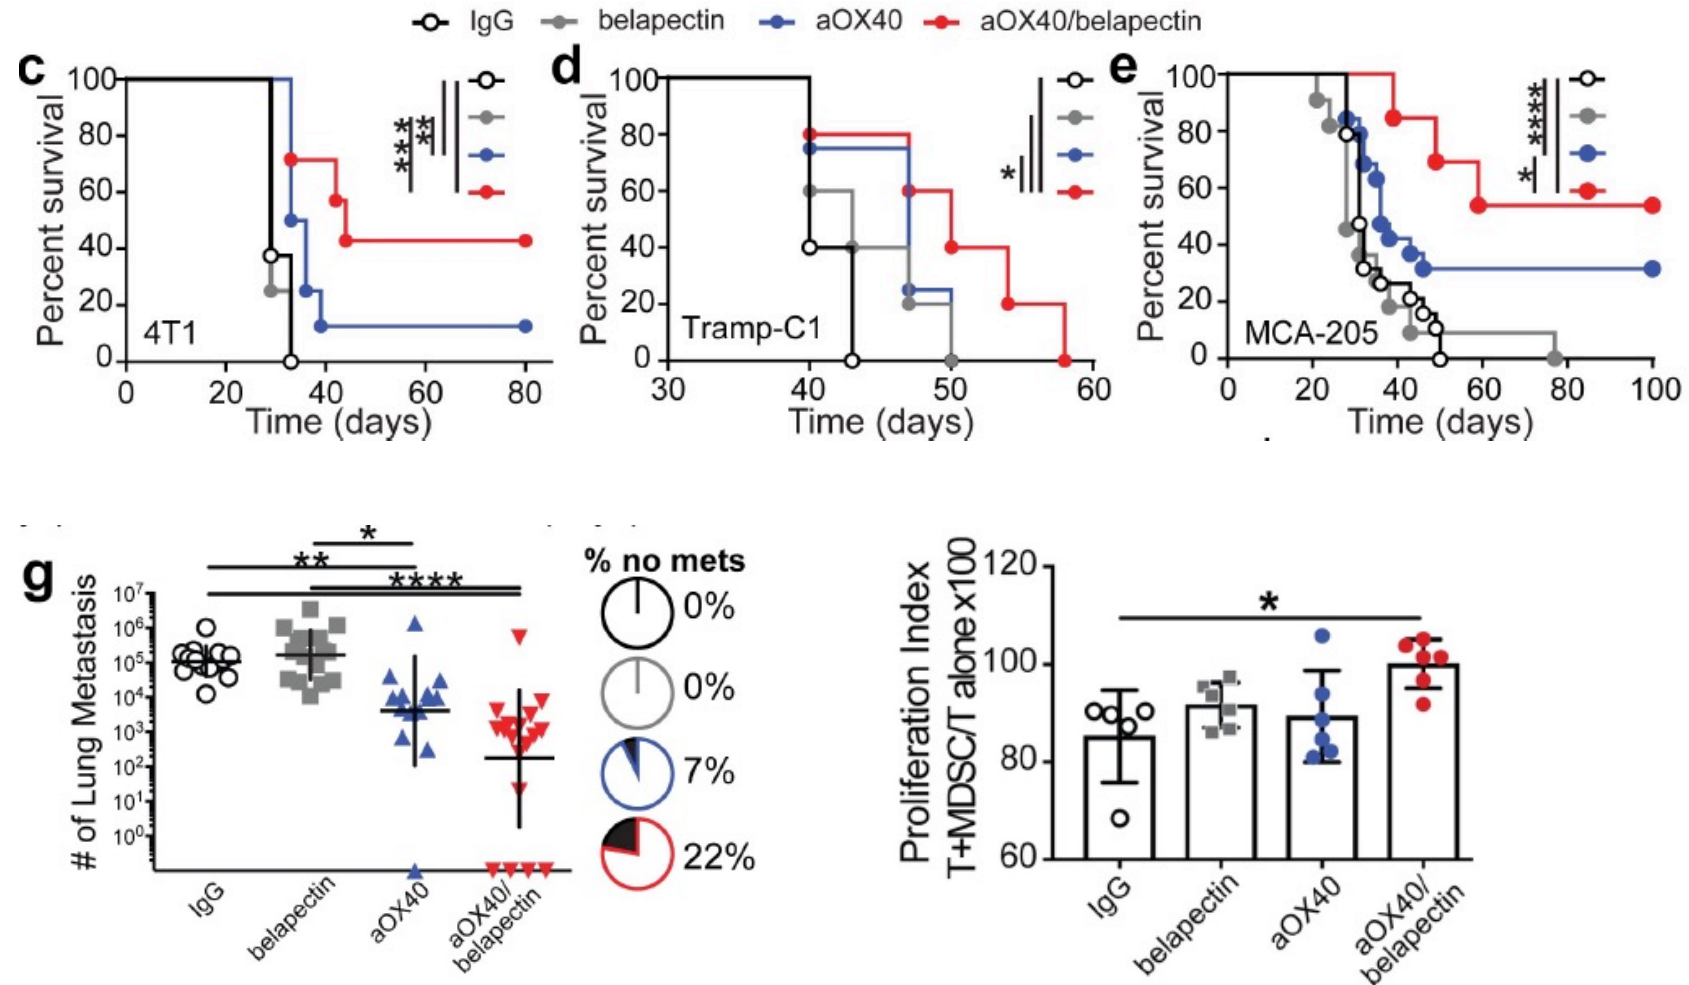 IgG belapectin aOX40 aOX40/belapectin
c
Percent survival
100
80
60
40
20
0
4T1
***
**
0 20 40 60 80
Time (days)
d
Percent survival
100
80
60
40
20
0
Tramp-C1
*
30 40 50 60
Time (days)
e
Percent survival
100
80
60
40
20
0
MCA-205
****
*
0 20 40 60 80 100
Time (days)
g
# of Lung Metastasis
10⁷
10⁶
10⁵
10⁴
10³
10²
10¹
10⁰
*
**
****
IgG
belapectin
aOX40
aOX40/
belapectin
% no mets
0%
0%
7%
22%
Proliferation Index
T+MDSC/T alone x100
120
100
80
60
*
IgG
belapectin
aOX40
aOX40/
belapectin